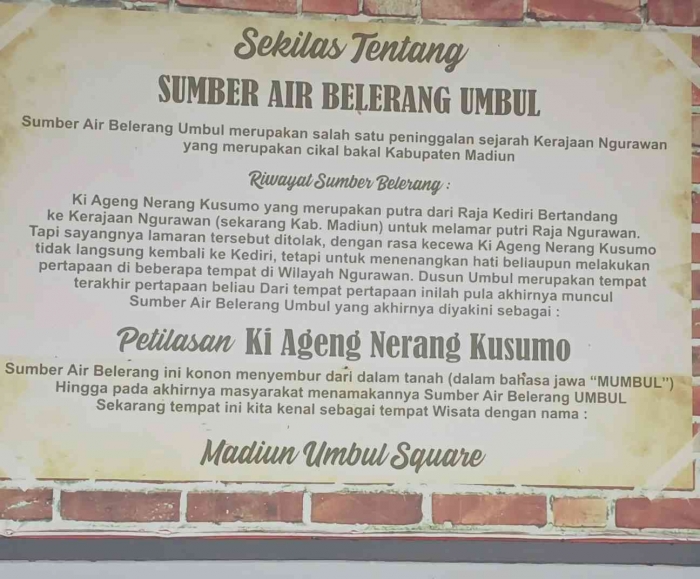 Sekilas Tentang
SUMBER AIR BELERANG UMBUL
Sumber Air Belerang Umbul merupakan salah satu peninggalan sejarah Kerajaan Ngurawan
yang merupakan cikal bakal Kabupaten Madiun
Riwayat Sumber Belerang :
Ki Ageng Nerang Kusumo yang merupakan putra dari Raja Kediri Bertandang
ke Kerajaan Ngurawan (sekarang Kab. Madiun) untuk melamar putri Raja Ngurawan.
Tapi sayangnya lamaran tersebut ditolak, dengan rasa kecewa Ki Ageng Nerang Kusumo
tidak langsung kembali ke Kediri, tetapi untuk menenangkan hati beliaupun melakukan
pertapaan di beberapa tempat di Wilayah Ngurawan. Dusun Umbul merupakan tempat
terakhir pertapaan beliau Dari tempat pertapaan inilah pula akhirnya muncul
Sumber Air Belerang Umbul yang akhirnya diyakini sebagai :
Petilasan Ki Ageng Nerang Kusumo
Sumber Air Belerang ini konon menyembur dari dalam tanah (dalam bahasa jawa “MUMBUL”)
Hingga pada akhirnya masyarakat menamakannya Sumber Air Belerang UMBUL
Sekarang tempat ini kita kenal sebagai tempat Wisata dengan nama :
Madiun Umbul Square